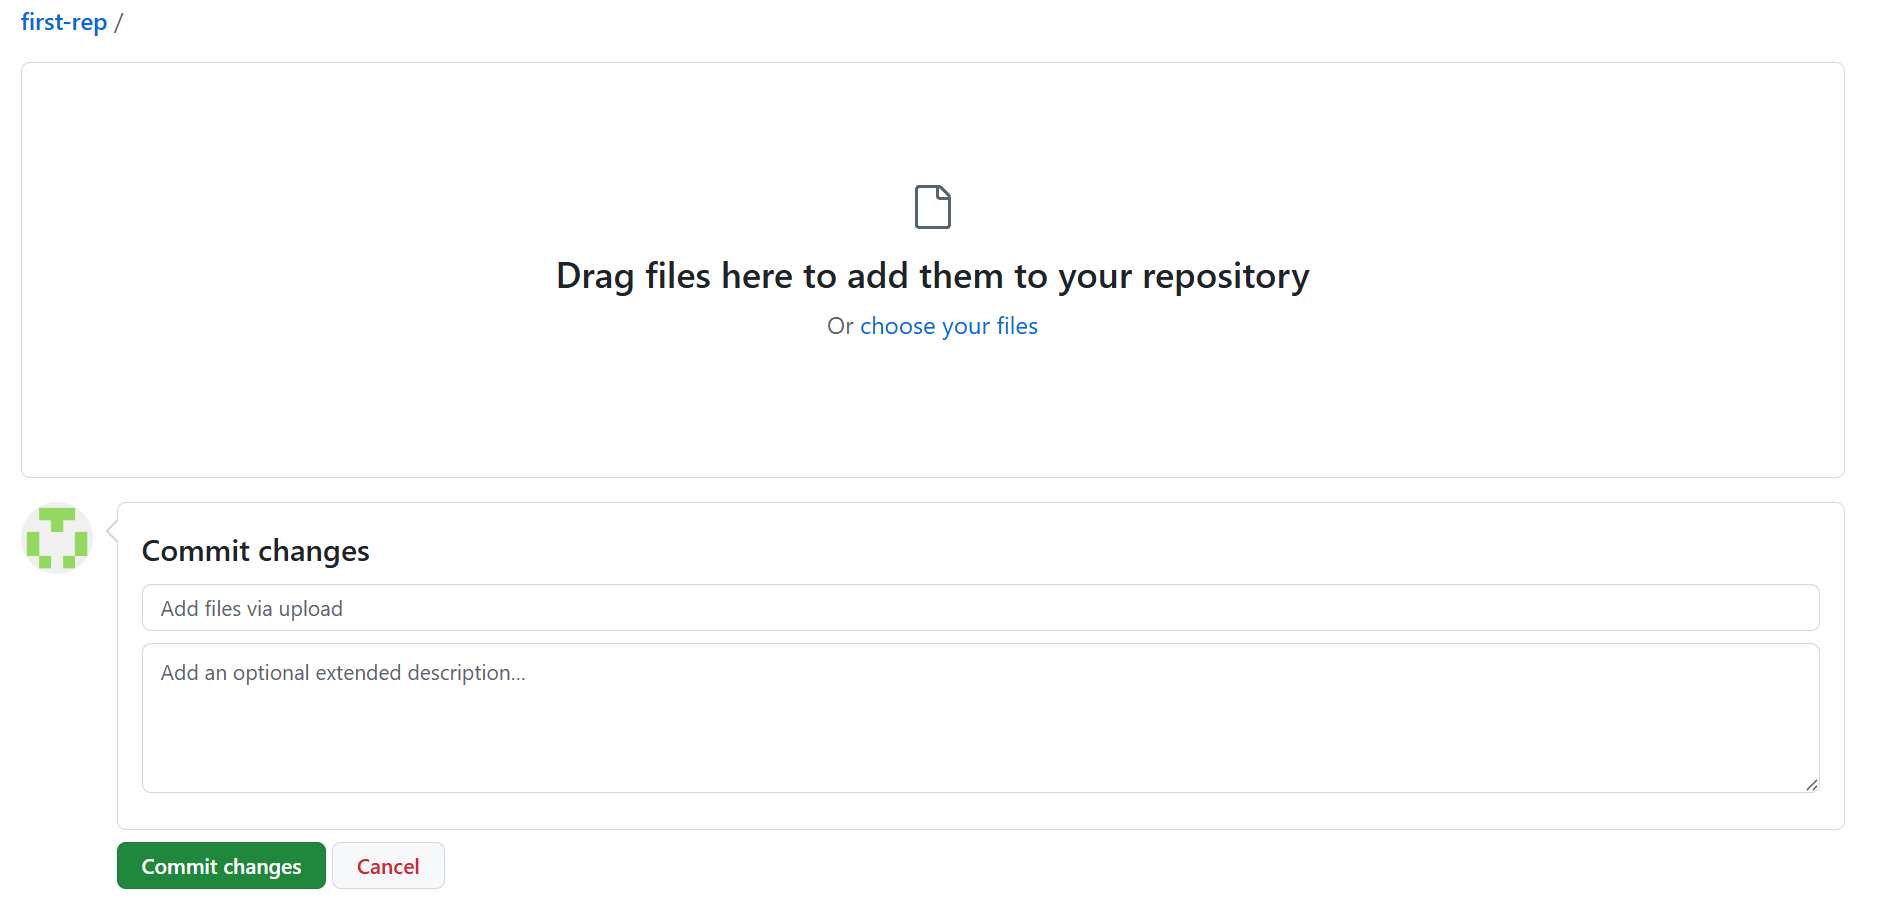 first-rep /
Drag files here to add them to your repository
Or choose your files
Commit changes
Add files via upload
Add an optional extended description...
Commit changes
Cancel